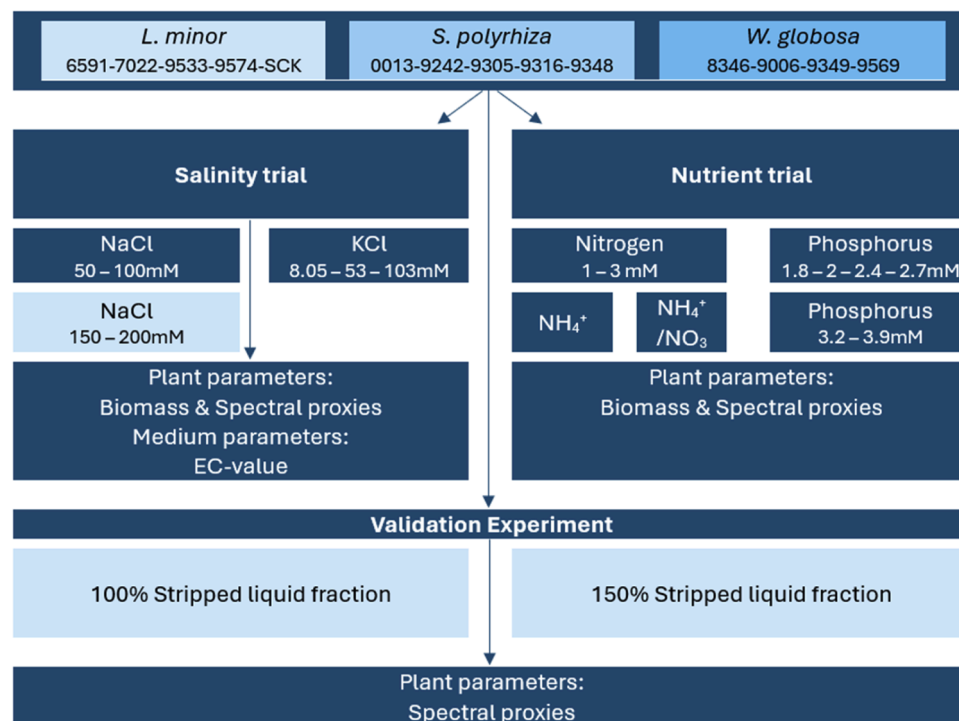 L. minor
6591-7022-9533-9574-SCK
S. polyrhiza
0013-9242-9305-9316-9348
W. globosa
8346-9006-9349-9569
Salinity trial
Nutrient trial
NaCl
50 – 100mM
KCl
8.05 – 53 – 103mM
Nitrogen
1 – 3 mM
Phosphorus
1.8 – 2 – 2.4 – 2.7mM
NaCl
150 – 200mM
NH₄⁺
NH₄⁺
/NO₃
Phosphorus
3.2 – 3.9mM
Plant parameters:
Biomass & Spectral proxies
Medium parameters:
EC-value
Plant parameters:
Biomass & Spectral proxies
Validation Experiment
100% Stripped liquid fraction
150% Stripped liquid fraction
Plant parameters:
Spectral proxies